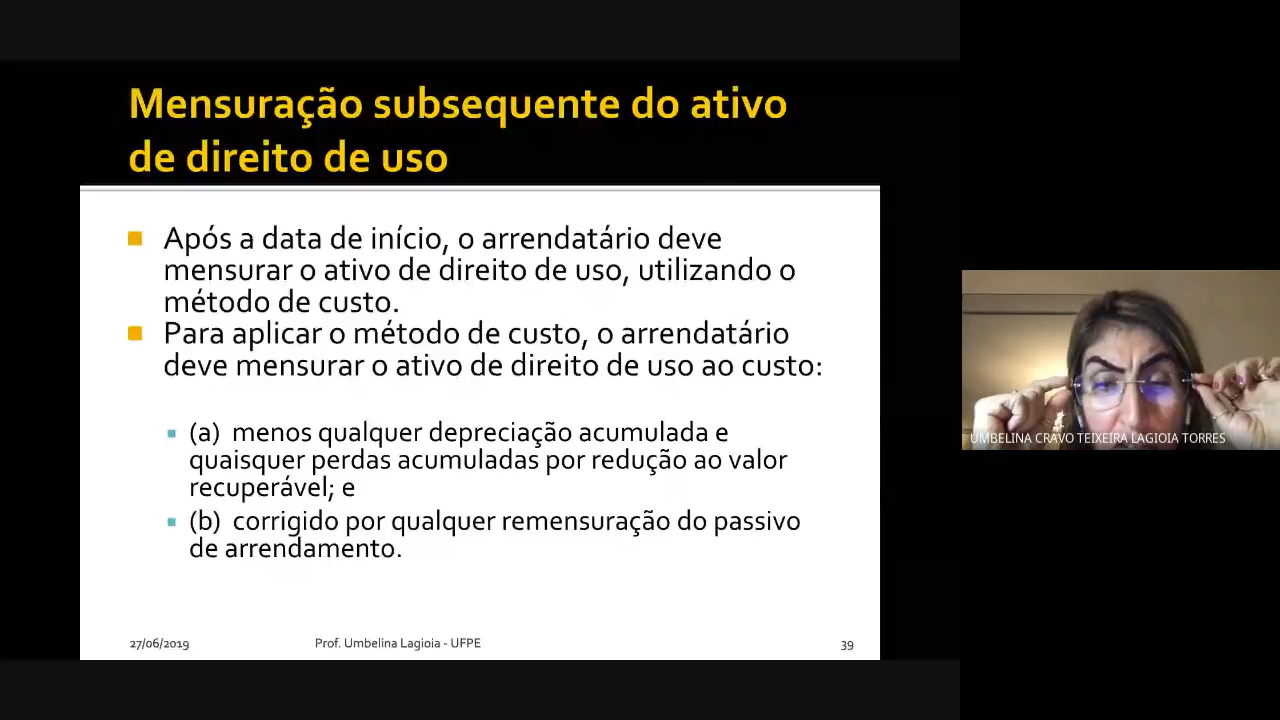 Mensuração subsequente do ativo
de direito de uso
Após a data de início, o arrendatário deve
mensurar o ativo de direito de uso, utilizando o
método de custo.
Para aplicar o método de custo, o arrendatário
deve mensurar o ativo de direito de uso ao custo:
(a) menos qualquer depreciação acumulada e
quaisquer perdas acumuladas por redução ao valor
recuperável; e
(b) corrigido por qualquer remensuração do passivo
de arrendamento.
27/06/2019
Prof. Umbelina Lagioia - UFPE
39
UMBELINA CRAVO TEIXEIRA LAGIOIA TORRES